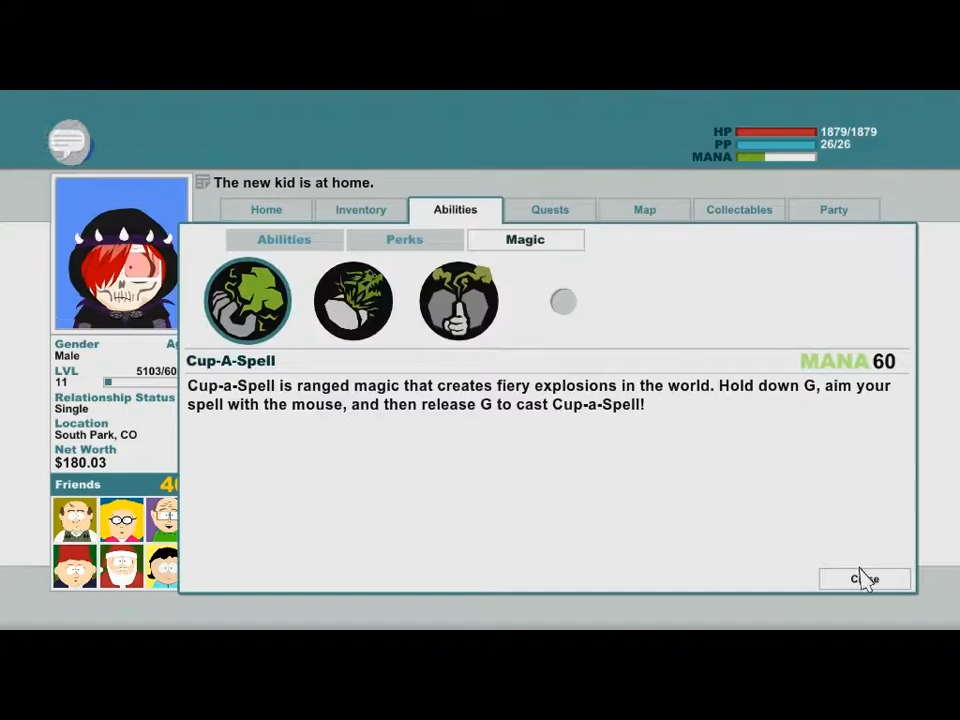 HP 1879/1879
PP 26/26
MANA
The new kid is at home.
Home Inventory Abilities Quests Map Collectables Party
Abilities Perks Magic
Cup-A-Spell MANA 60
Cup-a-Spell is ranged magic that creates fiery explosions in the world. Hold down G, aim your
spell with the mouse, and then release G to cast Cup-a-Spell!
Gender
Male
LVL 5103/60
11
Relationship Status
Single
Location
South Park, CO
Net Worth
$180.03
Friends